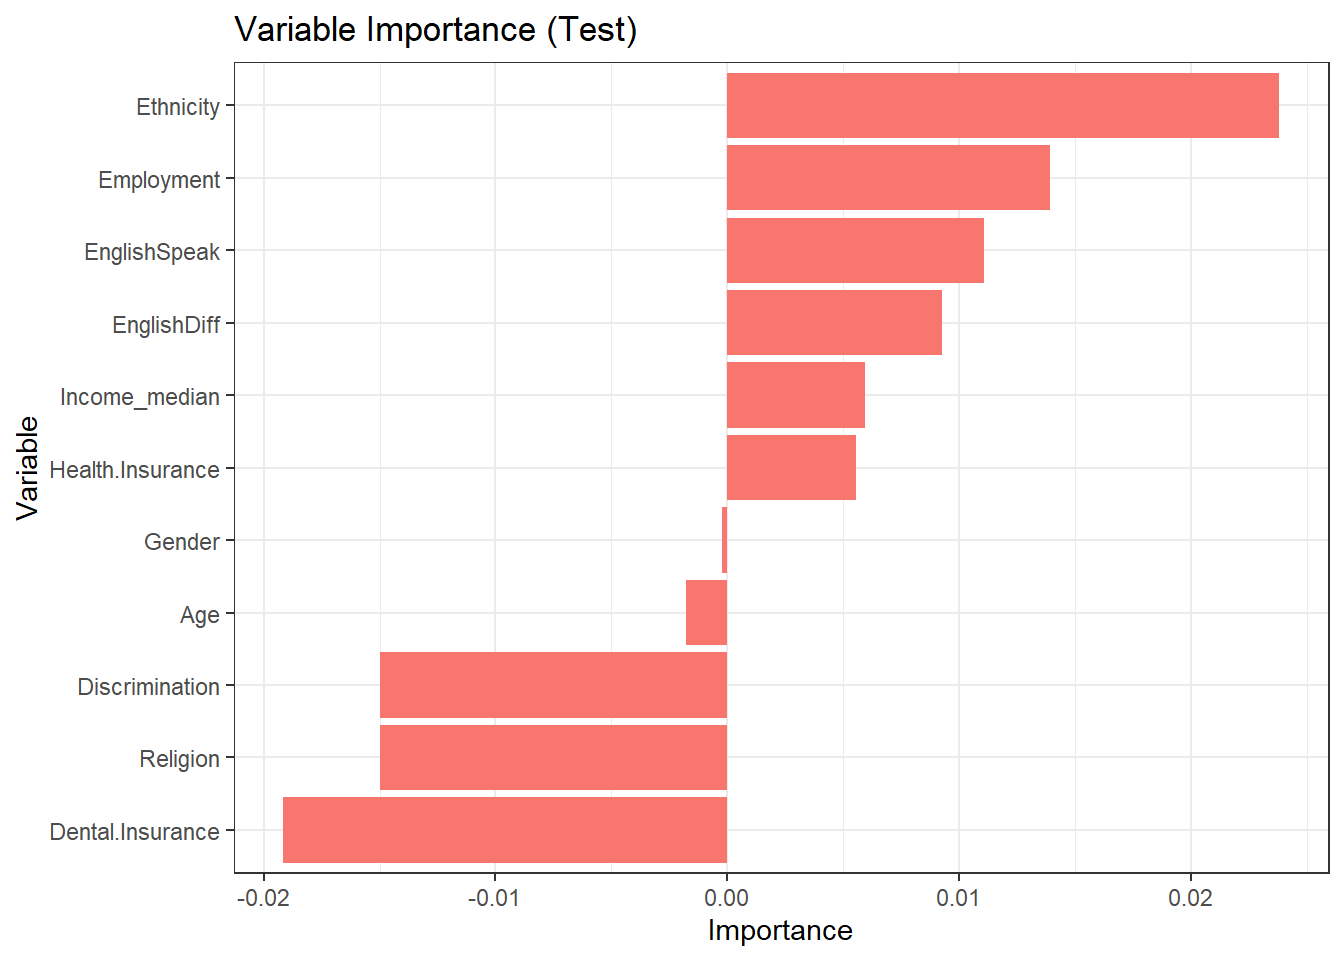 Variable Importance (Test)
Ethnicity
Employment
EnglishSpeak
EnglishDiff
Income_median
Health.Insurance
Gender
Age
Discrimination
Religion
Dental.Insurance
Variable
-0.02 -0.01 0.00 0.01 0.02
Importance